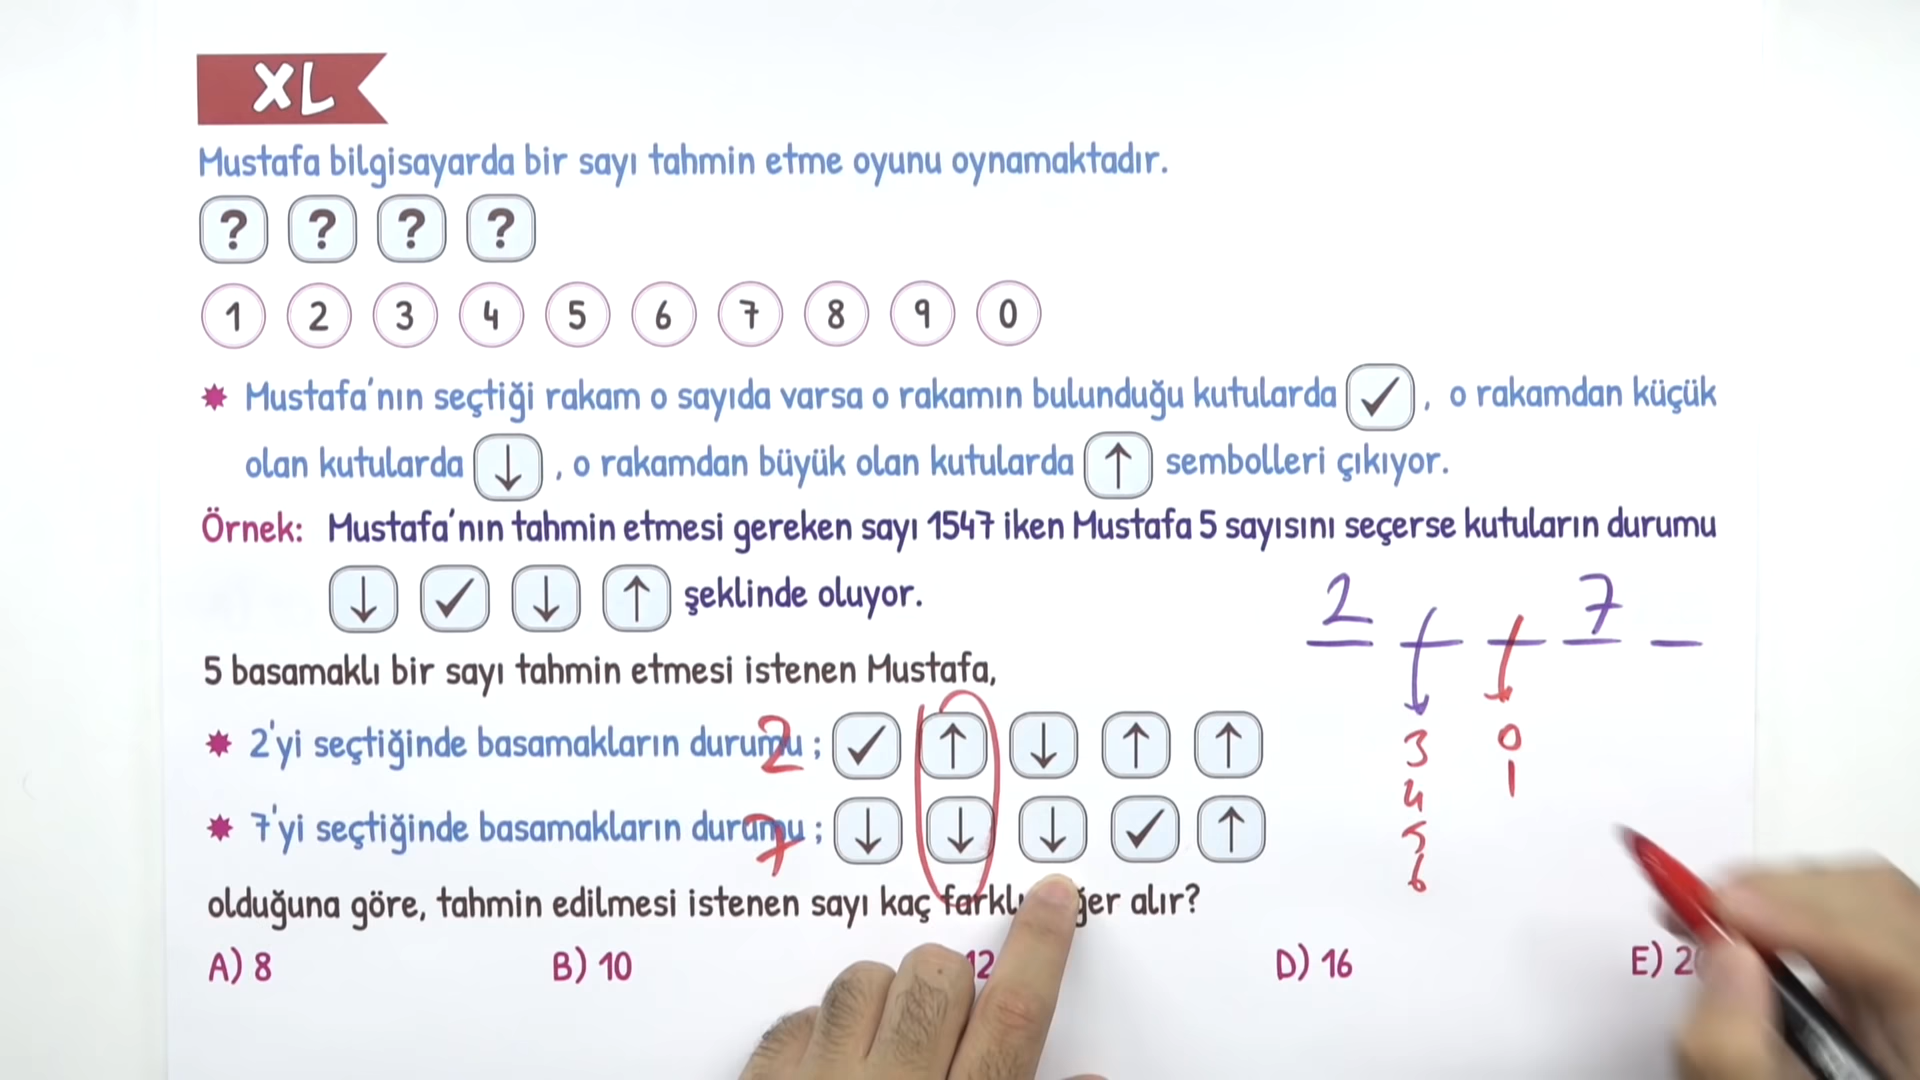 XL
Mustafa bilgisayarda bir sayı tahmin etme oyunu oynamaktadır.
? ? ? ?
1 2 3 4 5 6 7 8 9 0
Mustafa'nın seçtiği rakam o sayıda varsa o rakamın bulunduğu kutularda ✓, o rakamdan küçük
olan kutularda ↓, o rakamdan büyük olan kutularda ↑ sembolleri çıkıyor.
Örnek: Mustafa'nın tahmin etmesi gereken sayı 1547 iken Mustafa 5 sayısını seçerse kutuların durumu
↓ ✓ ↓ ↑ şeklinde oluyor.
2 7
5 basamaklı bir sayı tahmin etmesi istenen Mustafa,
2'yi seçtiğinde basamakların durumu; ✓ ↑ ↓ ↑ ↑
2
7'yi seçtiğinde basamakların durumu; ↓ ↓ ↓ ✓ ↑
7
3 0
4 1
5
6
olduğuna göre, tahmin edilmesi istenen sayı kaç alır?
A) 8 B) 10 12 D) 16 E)